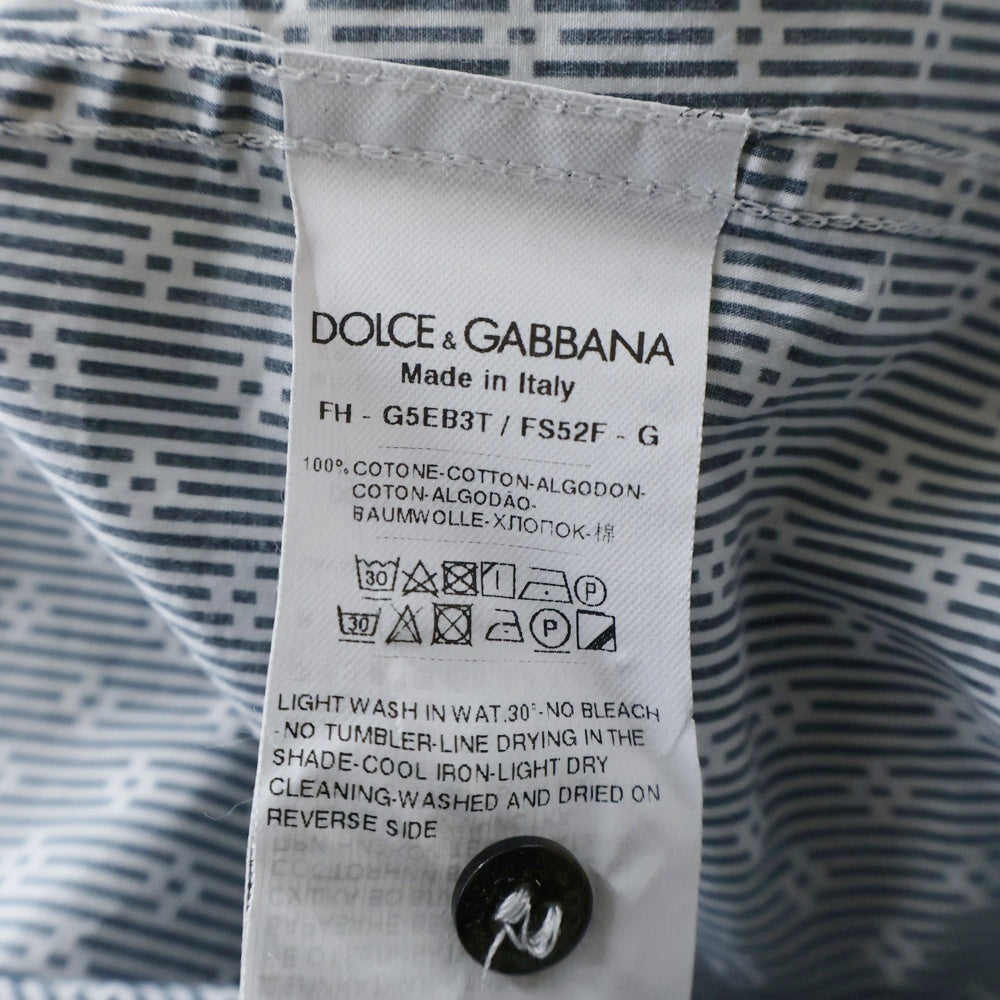 DOLCE & GABBANA
Made in Italy
FH - G5EB3T / FS52F - G
100% COTONE-COTTON-ALGODON-
COTON-ALGODÃO-
BAUMWOLLE-ХЛОПОК-棉
30 P
30 P
LIGHT WASH IN WAT.30°-NO BLEACH
-NO TUMBLER-LINE DRYING IN THE
SHADE-COOL IRON-LIGHT DRY
CLEANING-WASHED AND DRIED ON
REVERSE SIDE